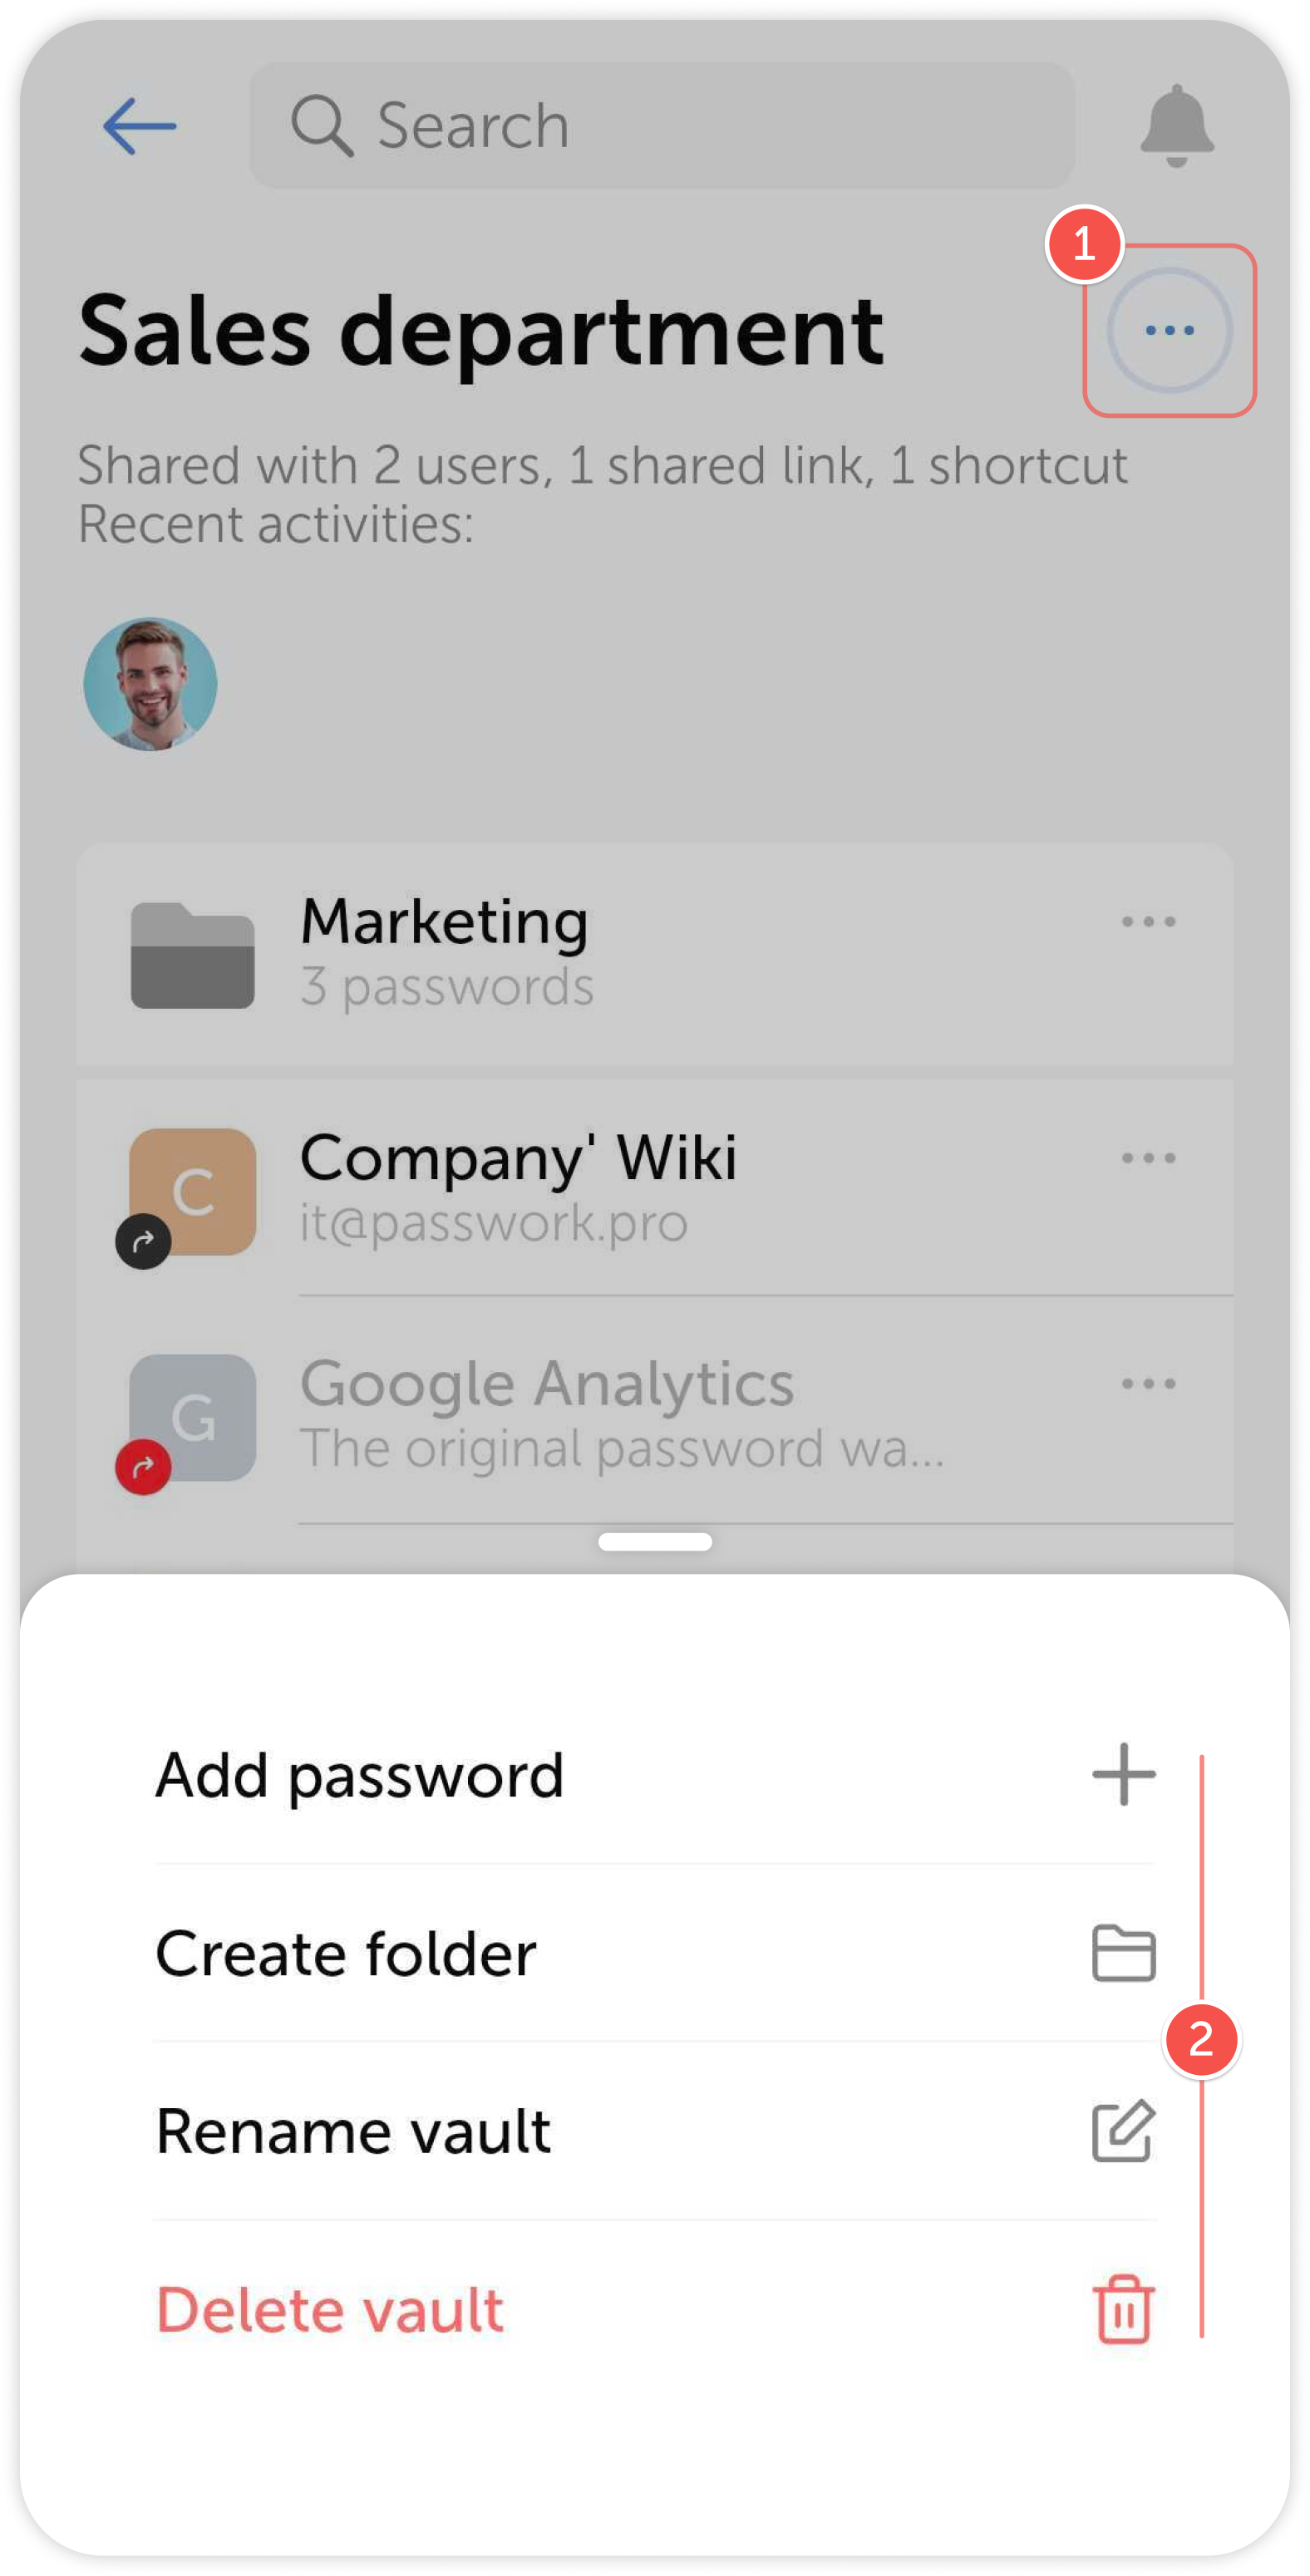 Search
1
Sales department
Shared with 2 users, 1 shared link, 1 shortcut
Recent activities:
Marketing
3 passwords
C
Company' Wiki
it@passwork.pro
G
Google Analytics
The original password wa...
Add password
Create folder
2
Rename vault
Delete vault